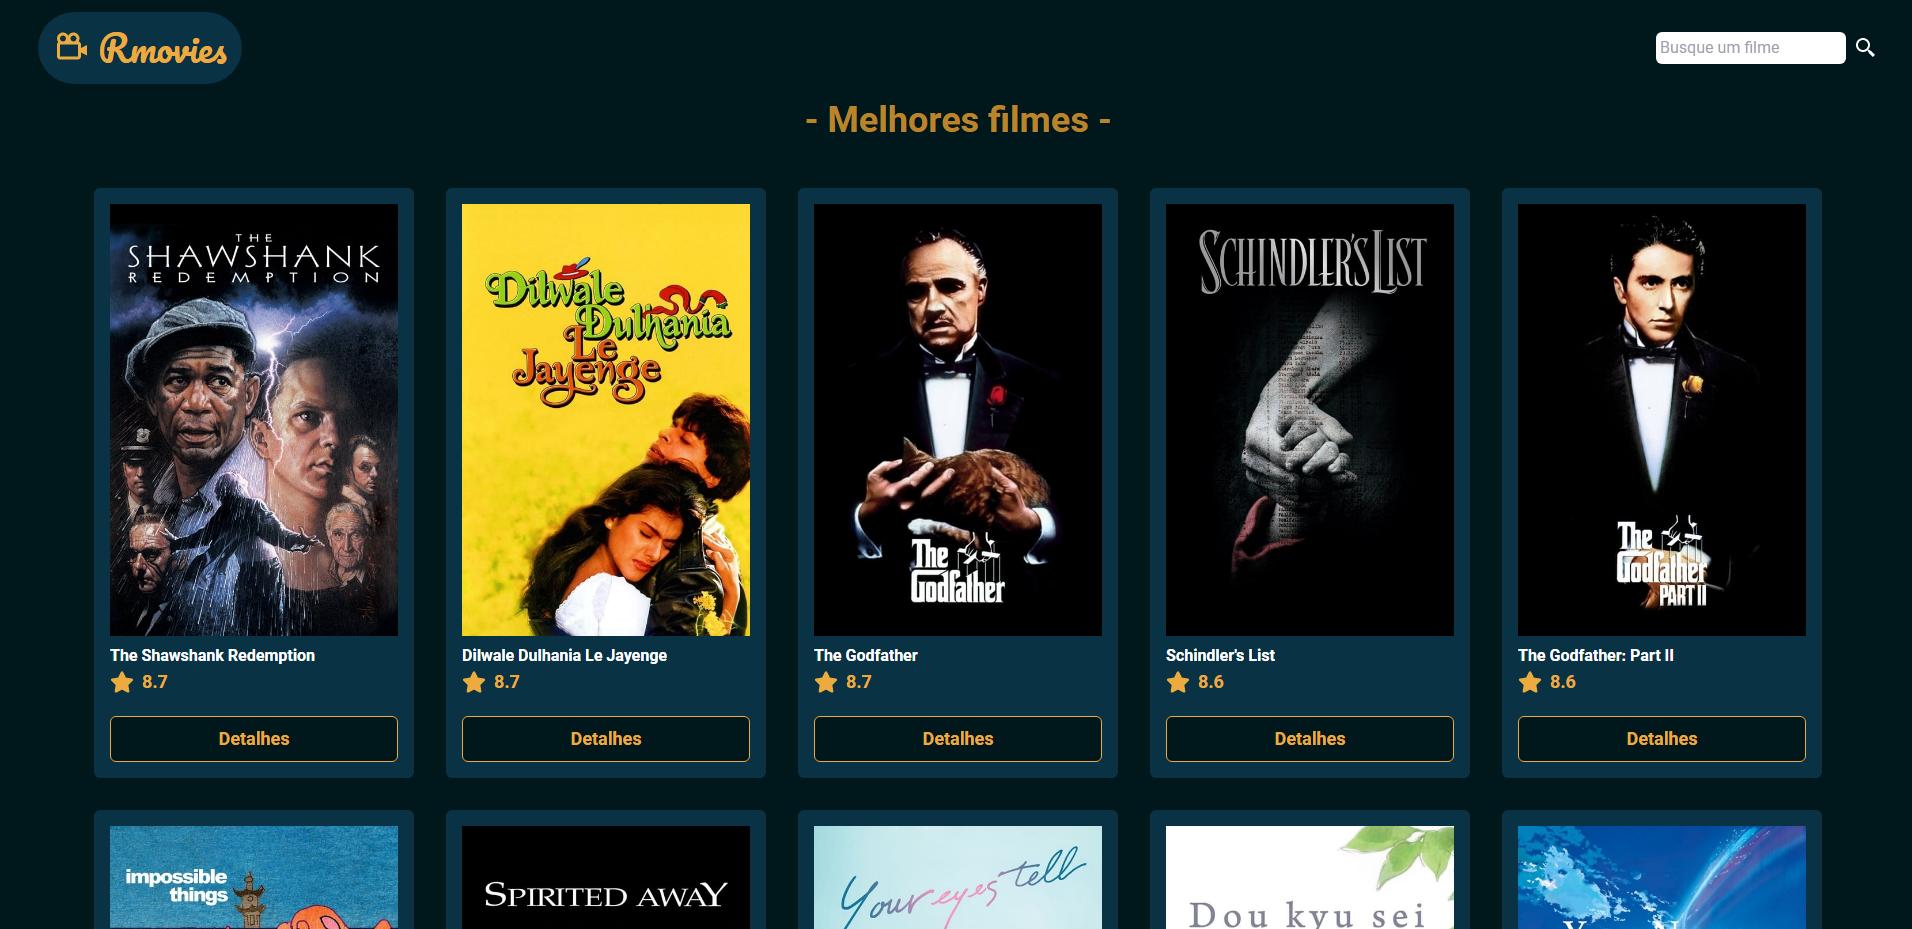 Rmovies
Busque um filme
- Melhores filmes -
THE
SHAWSHANK
REDEMPTION
Dilwale
Dulhania
Le
Jayenge
The
Godfather
SCHINDLER'S LIST
The
Godfather
PART II
The Shawshank Redemption
8.7
Detalhes
Dilwale Dulhania Le Jayenge
8.7
Detalhes
The Godfather
8.7
Detalhes
Schindler's List
8.6
Detalhes
The Godfather: Part II
8.6
Detalhes
impossible
things
SPIRITED AWAY
Your eyes tell
Dou kyu sei